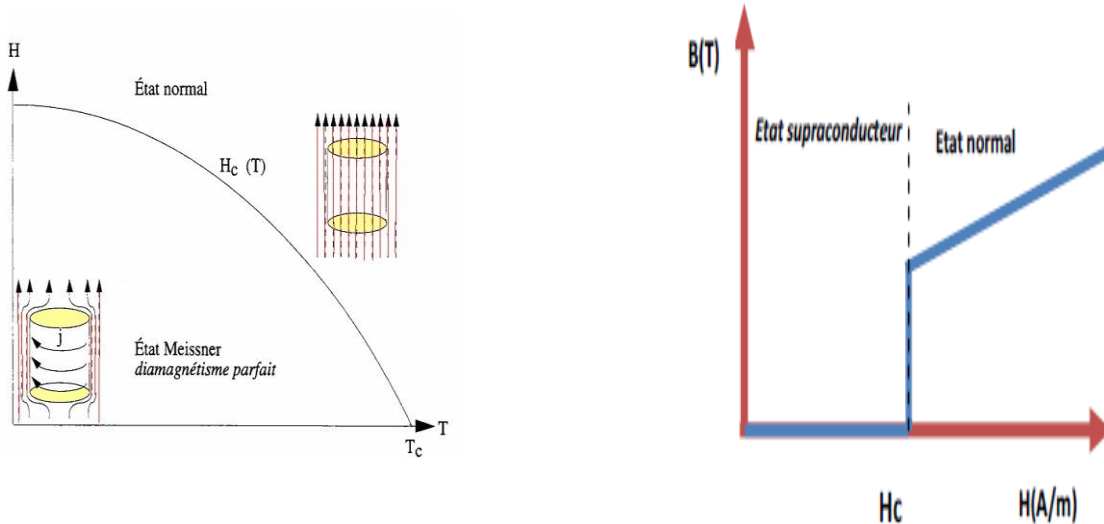 H
État normal
H_c (T)
j
État Meissner
diamagnétisme parfait
T
T_c
B(T)
Etat supraconducteur
Etat normal
Hc
H(A/m)